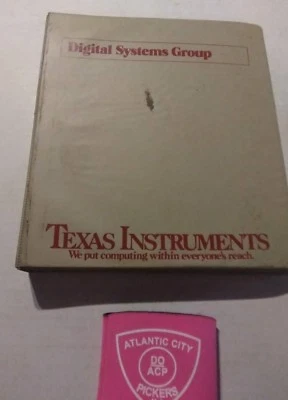 Digital Systems Group
TEXAS INSTRUMENTS
We put computing within everyone's reach.
ATLANTIC CITY
DO
ACP
PICKERS